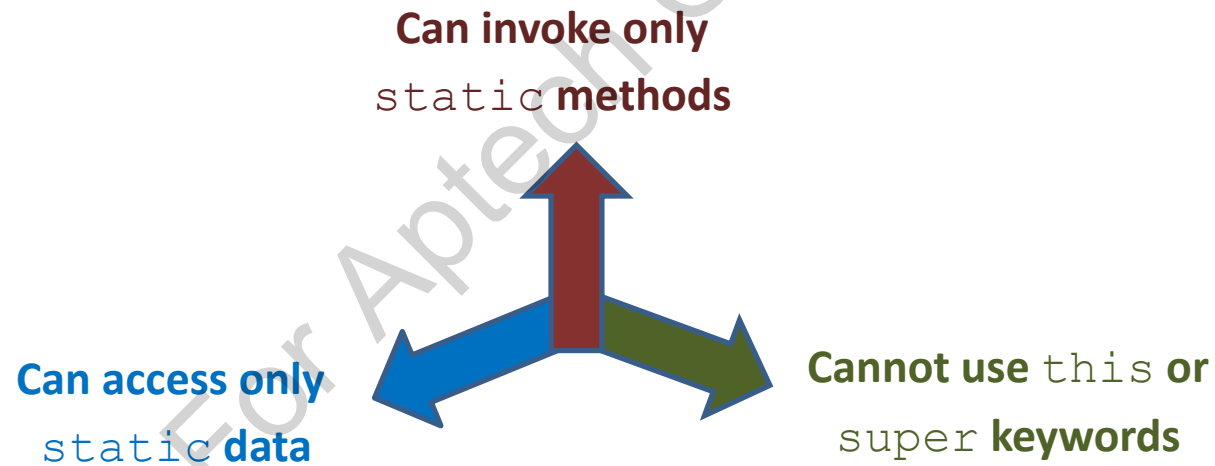 Can invoke only
static methods
Can access only
static data
Cannot use this or
super keywords
For Aptech C